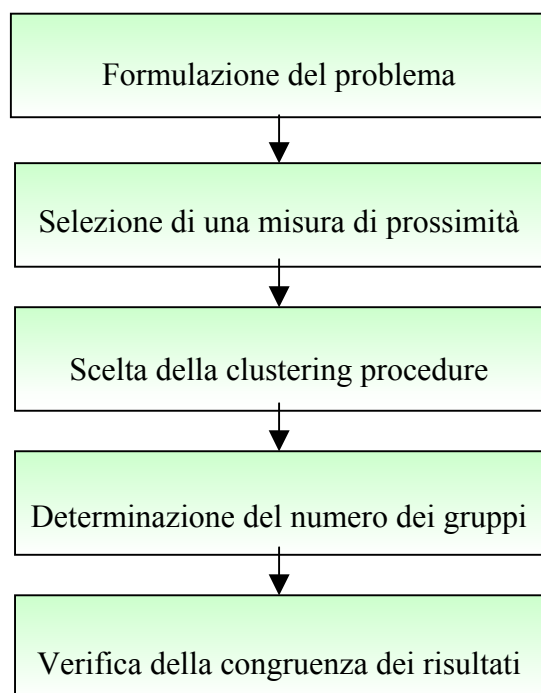 Formulazione del problema
Selezione di una misura di prossimità
Scelta della clustering procedure
Determinazione del numero dei gruppi
Verifica della congruenza dei risultati